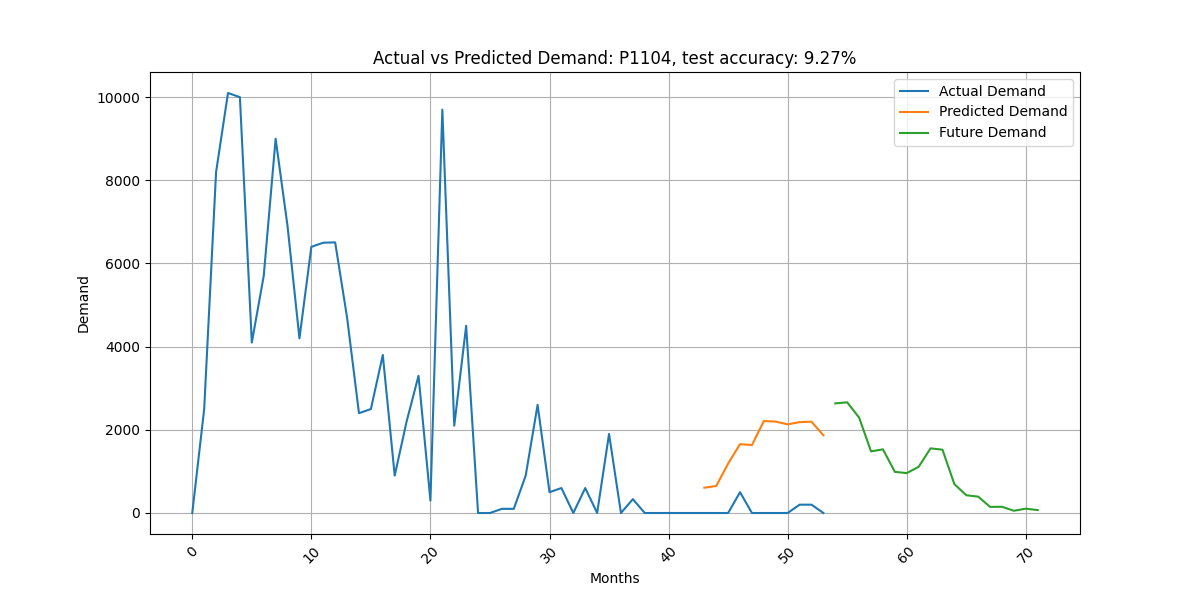 Actual vs Predicted Demand: P1104, test accuracy: 9.27%
Actual Demand
Predicted Demand
Future Demand
Demand
10000
8000
6000
4000
2000
0
0
10
20
30
40
50
60
70
Months